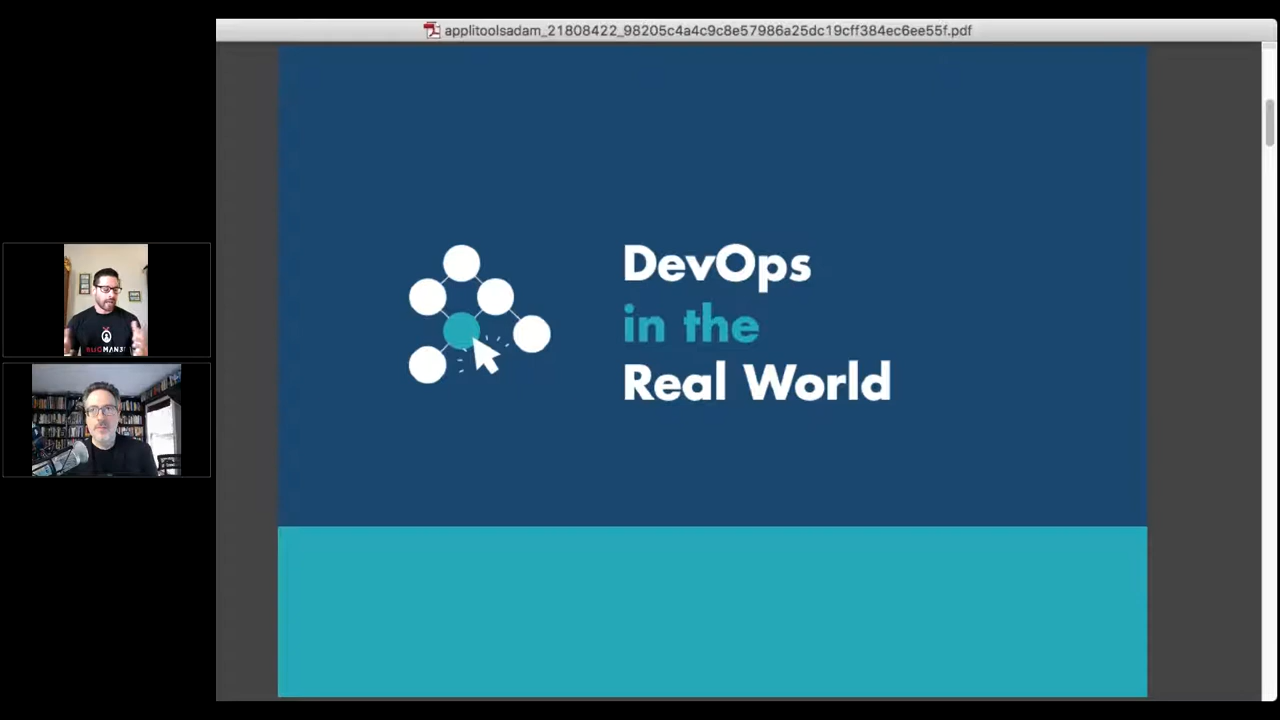 applitoolsadam_21808422_98205c4a4c9c8e57986a25dc19cff384ec6ee55f.pdf
DevOps
in the
Real World